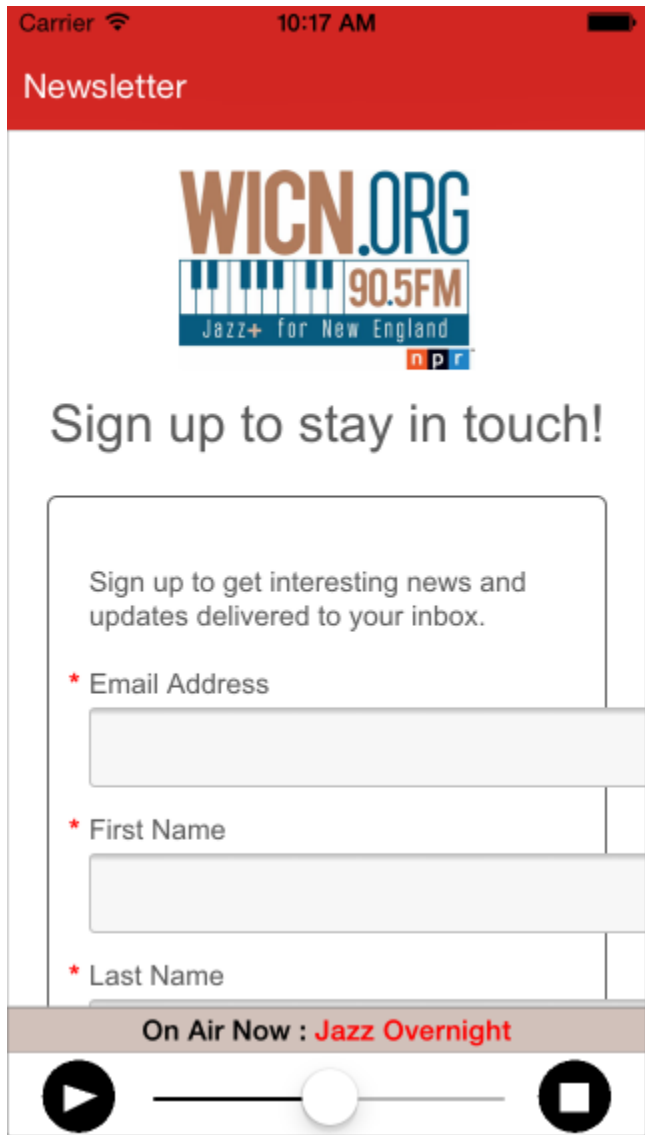 Carrier 10:17 AM
Newsletter
WICN.ORG
90.5FM
Jazz+ for New England
npr
Sign up to stay in touch!
Sign up to get interesting news and
updates delivered to your inbox.
* Email Address
* First Name
* Last Name
On Air Now : Jazz Overnight